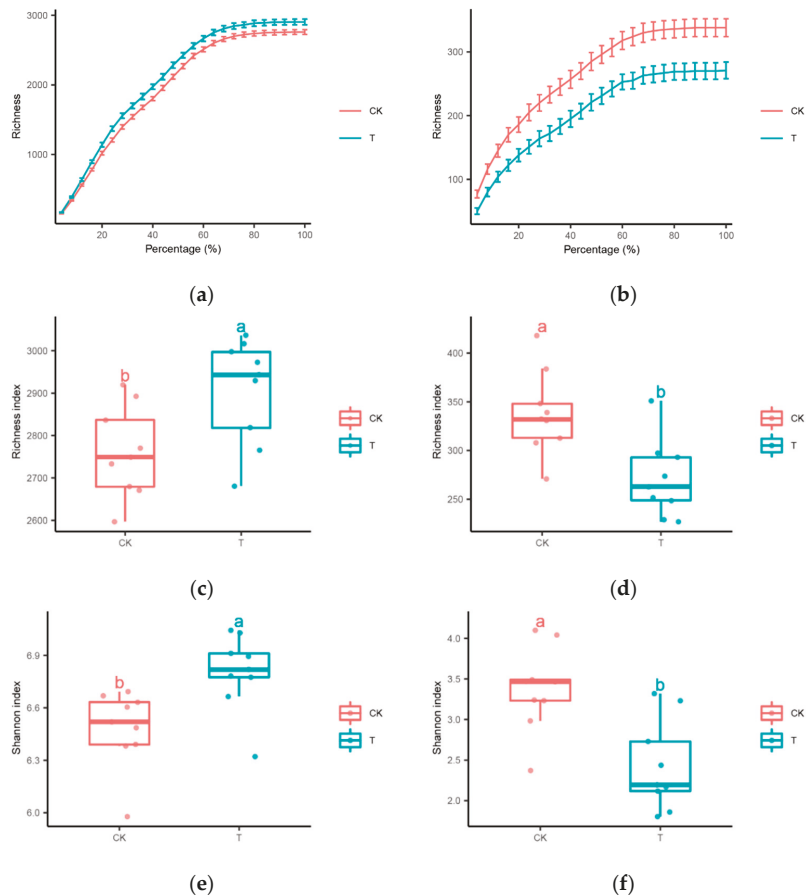 3000
2000
1000
Richness
20 40 60 80 100
Percentage (%)
CK
T
(a)
300
200
100
Richness
20 40 60 80 100
Percentage (%)
CK
T
(b)
3000
2900
2800
2700
2600
Richness index
b
a
CK T
CK
T
(c)
400
350
300
250
Richness index
a
b
CK T
CK
T
(d)
6.9
6.6
6.3
6.0
Shannon index
b
a
CK T
CK
T
(e)
4.0
3.5
3.0
2.5
2.0
Shannon index
a
b
CK T
CK
T
(f)